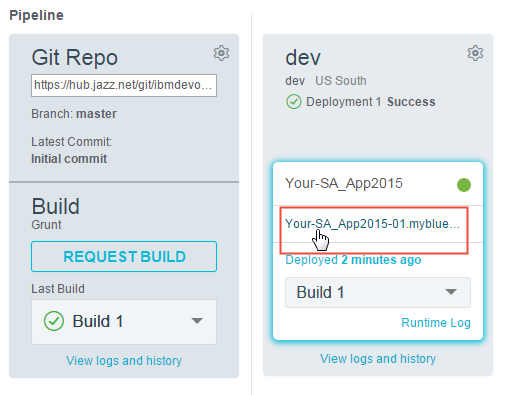 Pipeline
Git Repo
https://hub.jazz.net/git/ibmdevo...
Branch: master
Latest Commit:
Initial commit
Build
Grunt
REQUEST BUILD
Last Build
Build 1
View logs and history
dev
dev US South
Deployment 1 Success
Your-SA_App2015
Your-SA_App2015-01.myblue...
Deployed 2 minutes ago
Build 1
Runtime Log
View logs and history